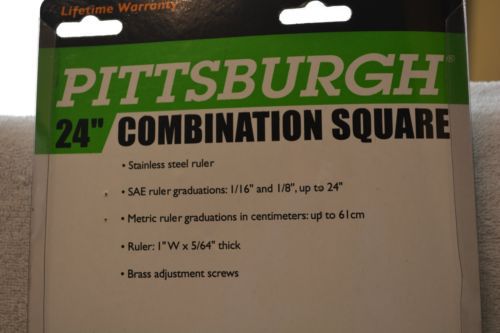 Lifetime Warranty
PITTSBURGH®
24" COMBINATION SQUARE
• Stainless steel ruler
• SAE ruler graduations: 1/16" and 1/8", up to 24"
• Metric ruler graduations in centimeters: up to 61cm
• Ruler: 1" W x 5/64" thick
• Brass adjustment screws